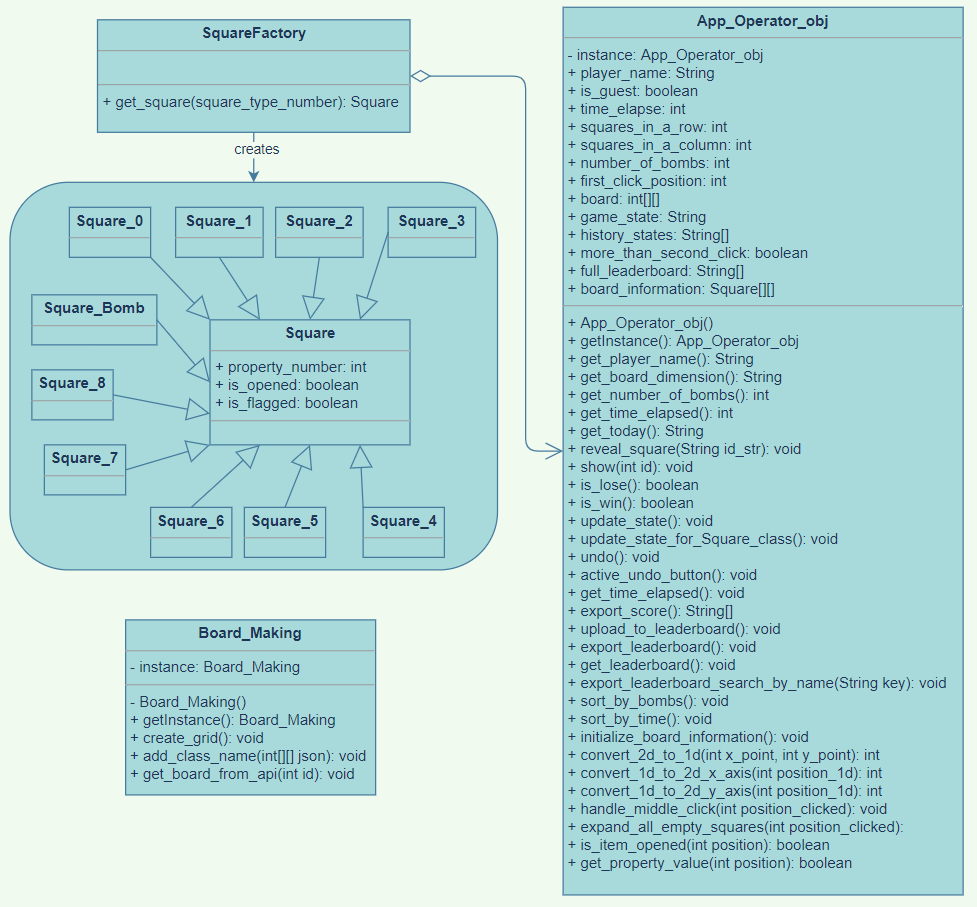 SquareFactory
+ get_square(square_type_number): Square
creates
Square_0
Square_1
Square_2
Square_3
Square_Bomb
Square
+ property_number: int
+ is_opened: boolean
+ is_flagged: boolean
Square_8
Square_7
Square_6
Square_5
Square_4
Board_Making
- instance: Board_Making
- Board_Making()
+ getInstance(): Board_Making
+ create_grid(): void
+ add_class_name(int[][] json): void
+ get_board_from_api(int id): void
App_Operator_obj
- instance: App_Operator_obj
+ player_name: String
+ is_guest: boolean
+ time_elapse: int
+ squares_in_a_row: int
+ squares_in_a_column: int
+ number_of_bombs: int
+ first_click_position: int
+ board: int[][]
+ game_state: String
+ history_states: String[]
+ more_than_second_click: boolean
+ full_leaderboard: String[]
+ board_information: Square[][]
+ App_Operator_obj()
+ getInstance(): App_Operator_obj
+ get_player_name(): String
+ get_board_dimension(): String
+ get_number_of_bombs(): int
+ get_time_elapsed(): int
+ get_today(): String
+ reveal_square(String id_str): void
+ show(int id): void
+ is_lose(): boolean
+ is_win(): boolean
+ update_state(): void
+ update_state_for_Square_class(): void
+ undo(): void
+ active_undo_button(): void
+ get_time_elapsed(): void
+ export_score(): String[]
+ upload_to_leaderboard(): void
+ export_leaderboard(): void
+ get_leaderboard(): void
+ export_leaderboard_search_by_name(String key): void
+ sort_by_bombs(): void
+ sort_by_time(): void
+ initialize_board_information(): void
+ convert_2d_to_1d(int x_point, int y_point): int
+ convert_1d_to_2d_x_axis(int position_1d): int
+ convert_1d_to_2d_y_axis(int position_1d): int
+ handle_middle_click(int position_clicked): void
+ expand_all_empty_squares(int position_clicked):
+ is_item_opened(int position): boolean
+ get_property_value(int position): boolean